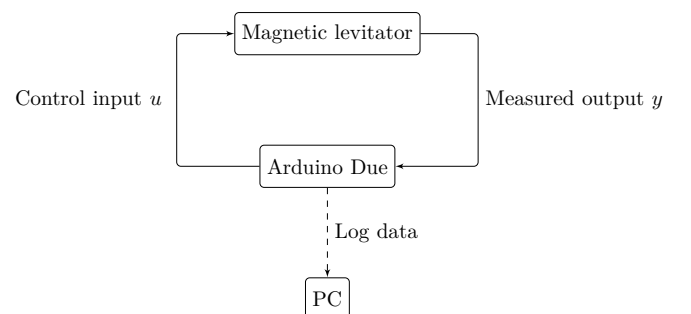 Magnetic levitator
Control input u
Measured output y
Arduino Due
Log data
PC